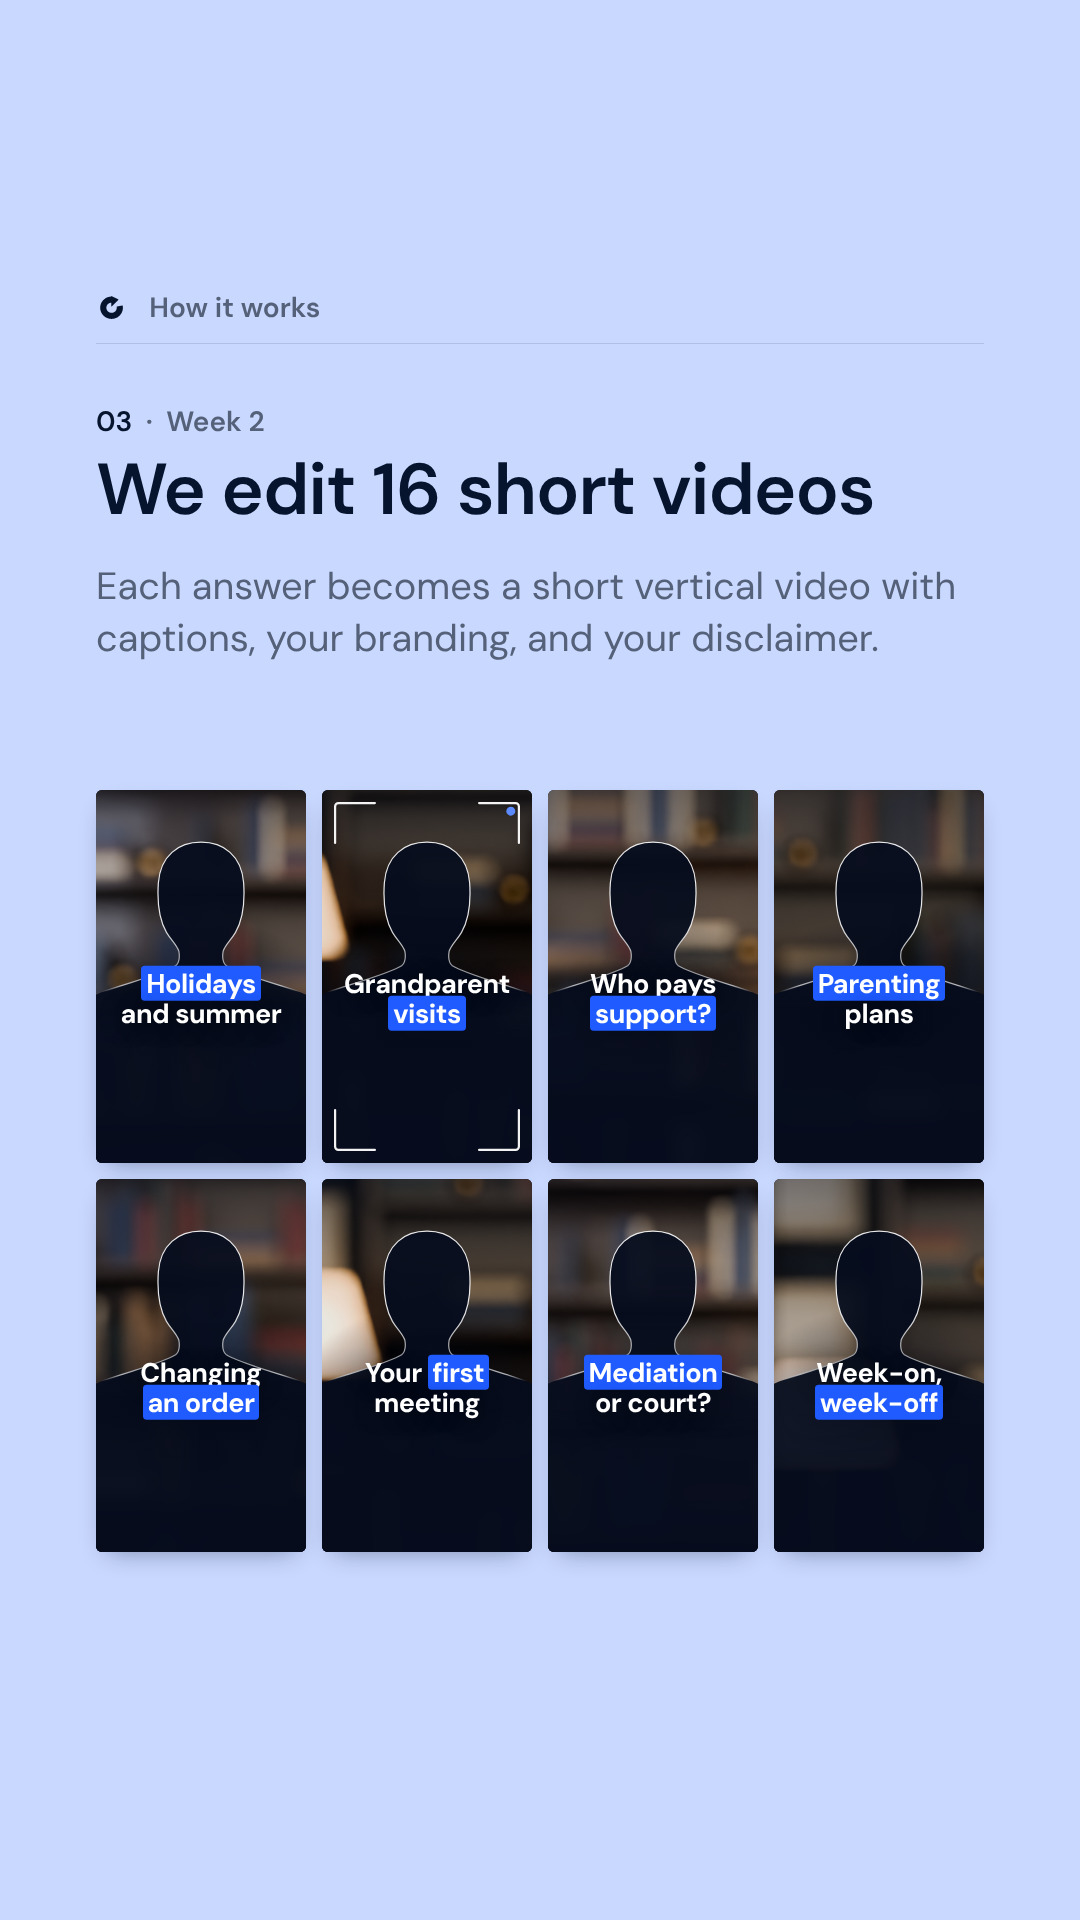 How it works
03 · Week 2
We edit 16 short videos
Each answer becomes a short vertical video with
captions, your branding, and your disclaimer.
Holidays
and summer
Grandparent
visits
Who pays
support?
Parenting
plans
Changing
an order
Your first
meeting
Mediation
or court?
Week-on,
week-off